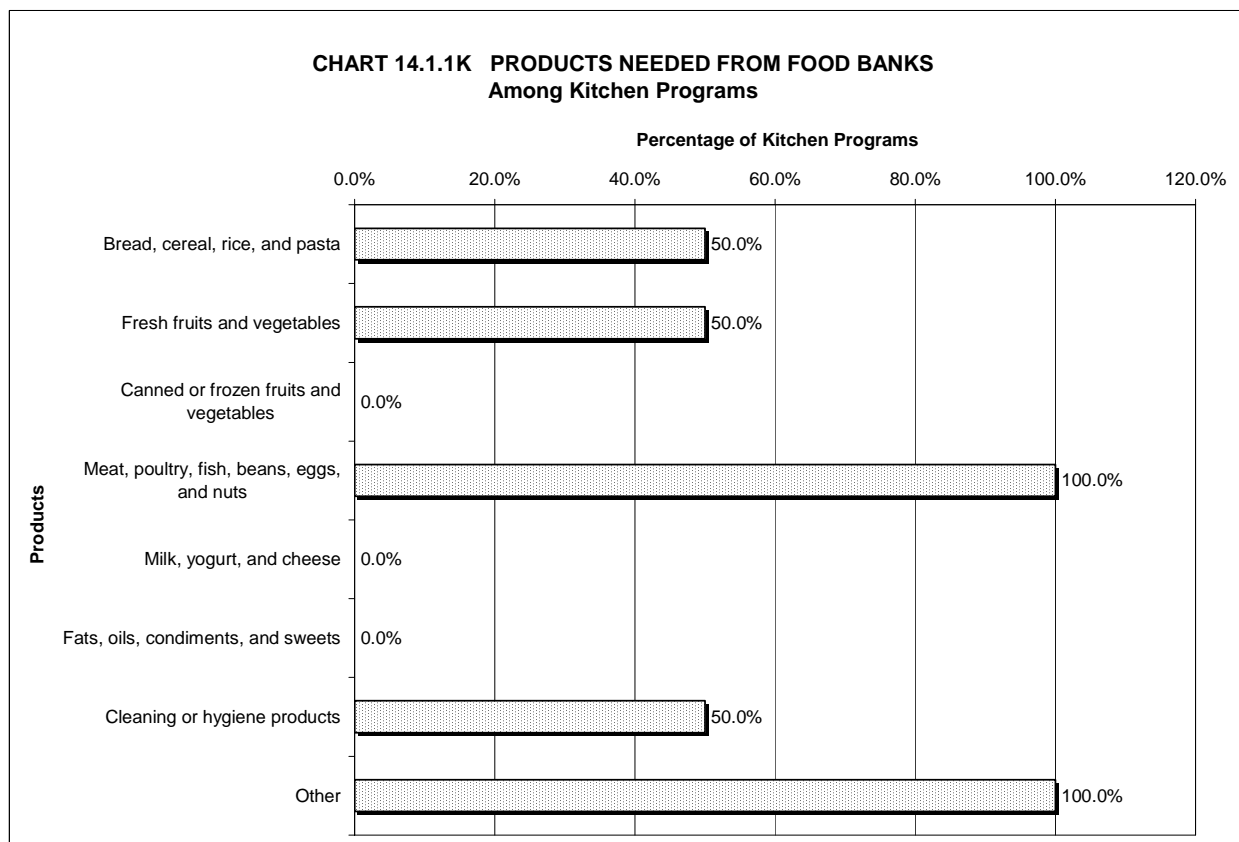 CHART 14.1.1K   PRODUCTS NEEDED FROM FOOD BANKS
Among Kitchen Programs
Percentage of Kitchen Programs
0.0% 20.0% 40.0% 60.0% 80.0% 100.0% 120.0%
Bread, cereal, rice, and pasta 50.0%
Fresh fruits and vegetables 50.0%
Canned or frozen fruits and
vegetables
0.0%
Meat, poultry, fish, beans, eggs,
and nuts
100.0%
Milk, yogurt, and cheese 0.0%
Fats, oils, condiments, and sweets 0.0%
Cleaning or hygiene products 50.0%
Other 100.0%
Products